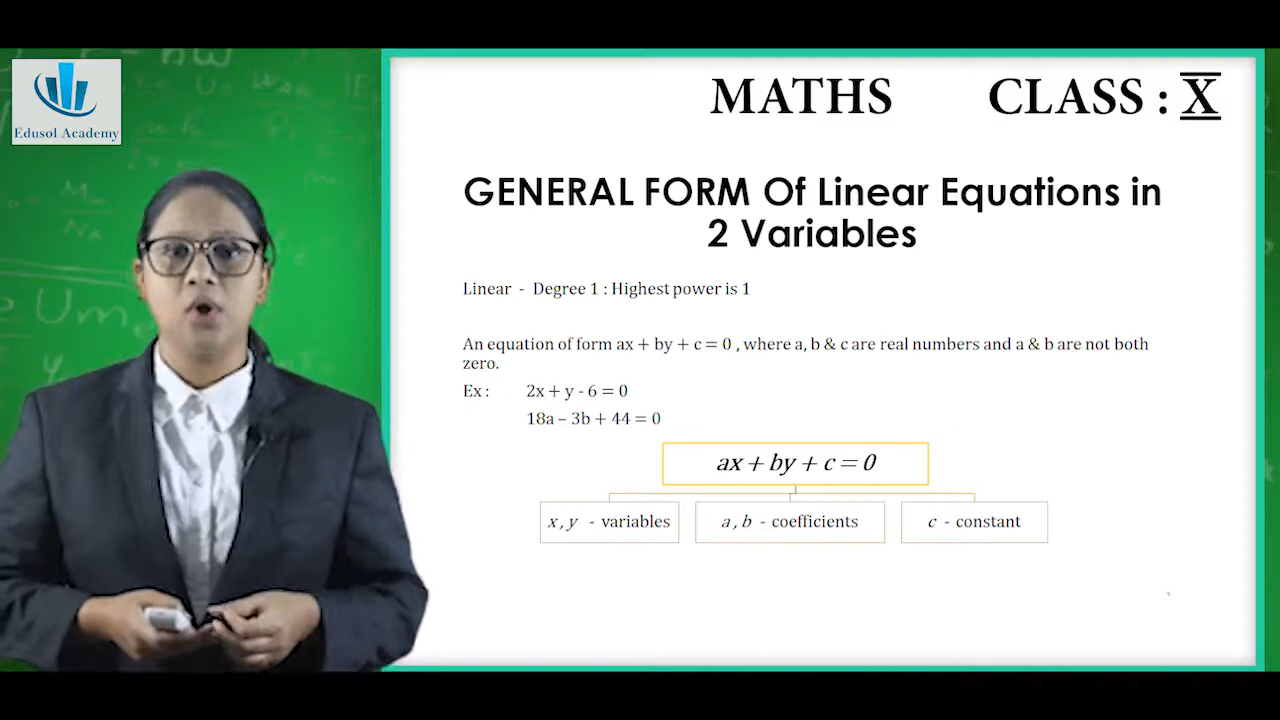 Edusol Academy
MATHS CLASS : X
GENERAL FORM Of Linear Equations in
2 Variables
Linear - Degree 1 : Highest power is 1
An equation of form ax + by + c = 0 , where a, b & c are real numbers and a & b are not both
zero.
Ex : 2x + y - 6 = 0
18a – 3b + 44 = 0
ax + by + c = 0
x , y - variables
a , b - coefficients
c - constant